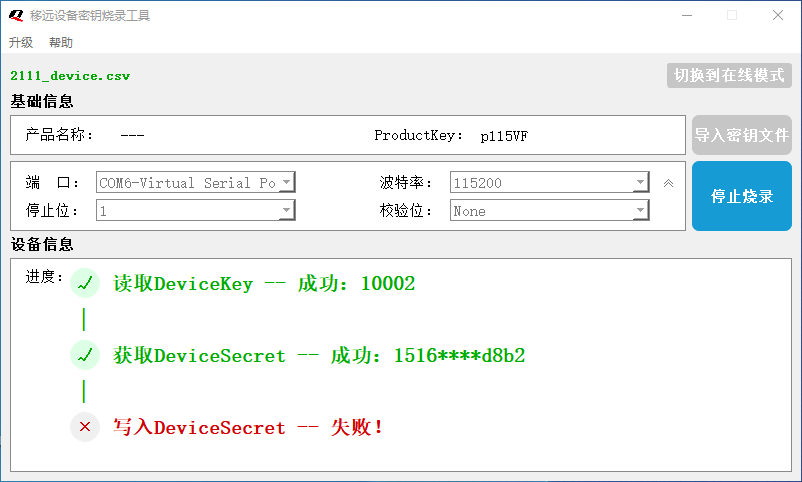 移远设备密钥烧录工具
升级 帮助
2111_device.csv 切换到在线模式
基础信息
产品名称： --- ProductKey： p115VF 导入密钥文件
端 口： COM6-Virtual Serial Po 波特率： 115200
停止位： 1 校验位： None 停止烧录
设备信息
进度： 读取DeviceKey -- 成功：10002
获取DeviceSecret -- 成功：1516****d8b2
写入DeviceSecret -- 失败！